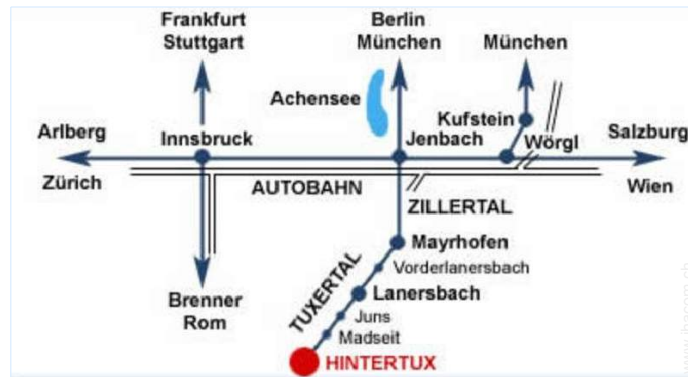 Frankfurt
Stuttgart
Berlin
München
München
Achensee
Kufstein
Arlberg
Innsbruck
Jenbach
Wörgl
Salzburg
Zürich
AUTOBAHN
Wien
ZILLERTAL
Mayrhofen
Vorderlanersbach
TUXERTAL
Lanersbach
Brenner
Rom
Juns
Madseit
HINTERTUX